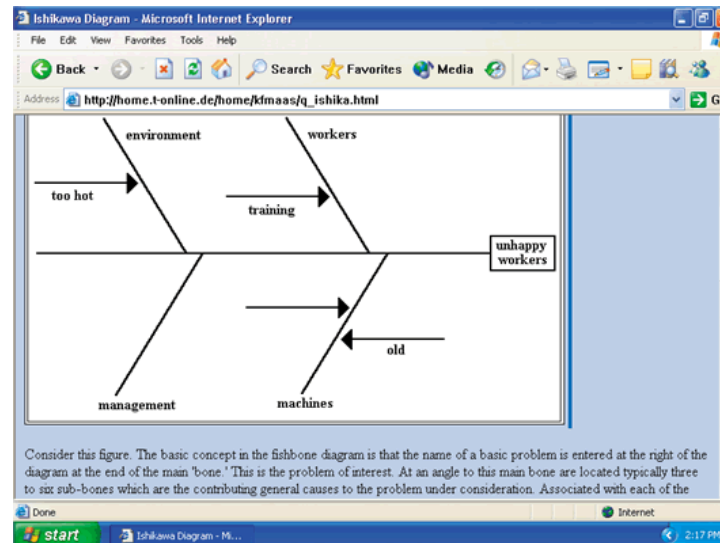 Ishikawa Diagram - Microsoft Internet Explorer
File Edit View Favorites Tools Help
Back Search Favorites Media
Address http://home.t-online.de/home/kfmaas/q_ishika.html G
environment workers
too hot
training
unhappy
workers
old
management machines
Consider this figure. The basic concept in the fishbone diagram is that the name of a basic problem is entered at the right of the
diagram at the end of the main 'bone.' This is the problem of interest. At an angle to this main bone are located typically three
to six sub-bones which are the contributing general causes to the problem under consideration. Associated with each of the
Done Internet
start Ishikawa Diagram - Mi... 2:17 PM